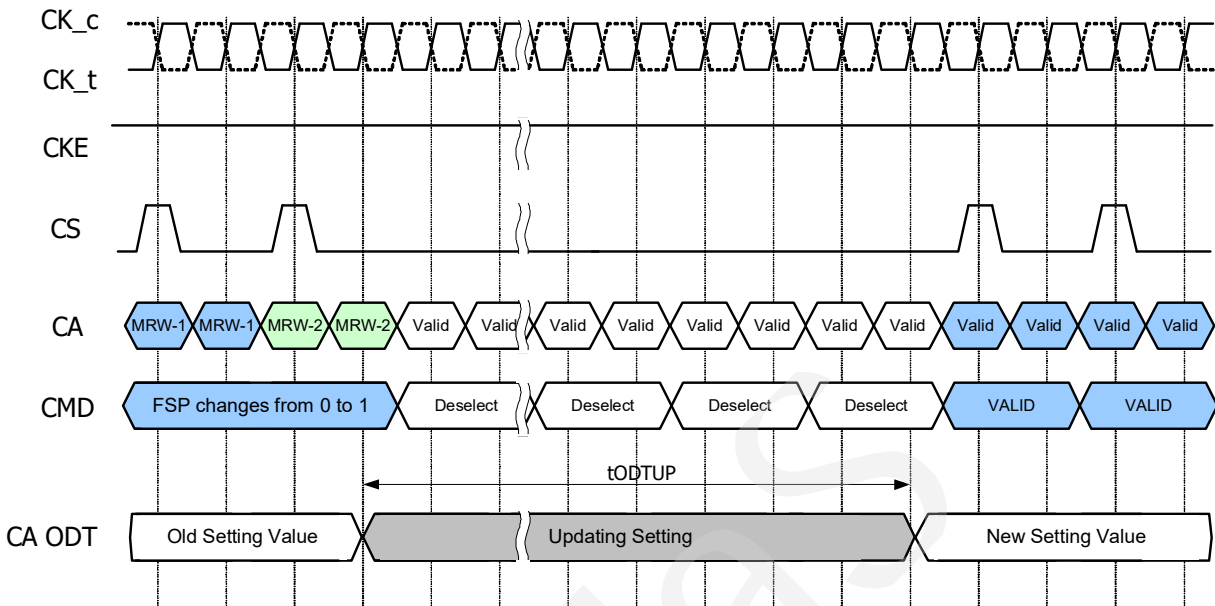 CK_c
CK_t
CKE
CS
CA MRW-1 MRW-1 MRW-2 MRW-2 Valid Valid Valid Valid Valid Valid Valid Valid Valid Valid Valid Valid
CMD FSP changes from 0 to 1 Deselect Deselect Deselect Deselect VALID VALID
tODTUP
CA ODT Old Setting Value Updating Setting New Setting Value